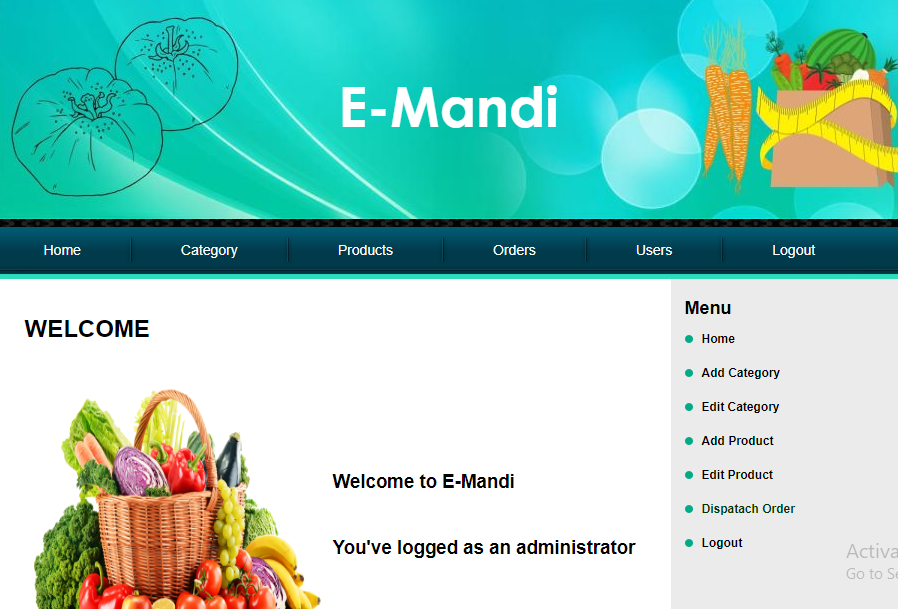 E-Mandi
Home Category Products Orders Users Logout
WELCOME
Welcome to E-Mandi
You've logged as an administrator
Menu
Home
Add Category
Edit Category
Add Product
Edit Product
Dispatach Order
Logout
Activa
Go to Se